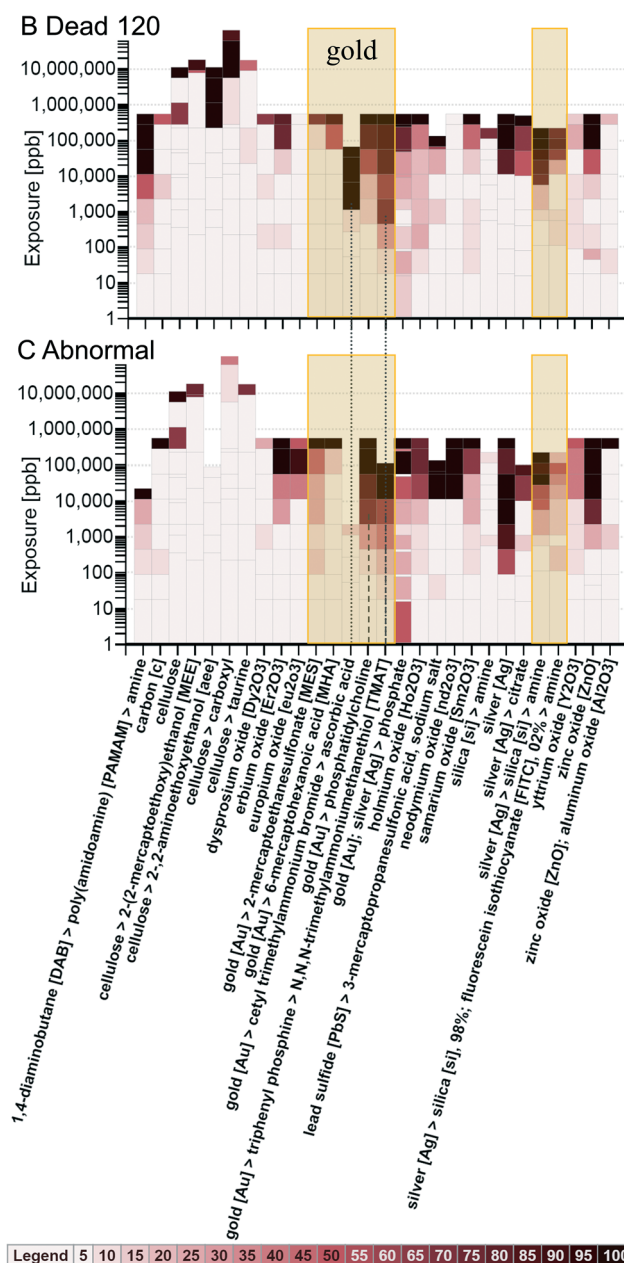 B Dead 120
gold
10,000,000
1,000,000
100,000
10,000
1,000
100
10
1
Exposure [ppb]
C Abnormal
10,000,000
1,000,000
100,000
10,000
1,000
100
10
1
Exposure [ppb]
1,4-diaminobutane [DAB] > poly(amidoamine) [PAMAM] > amine
carbon [c]
cellulose
cellulose > 2-(2-mercaptoethoxy)ethanol [MEE]
cellulose > 2-,2-aminoethoxyethanol [aee]
cellulose > carboxyl
cellulose > taurine
dysprosium oxide [Dy2O3]
erbium oxide [Er2O3]
europium oxide [eu2o3]
gold [Au] > 2-mercaptoethanesulfonate [MES]
gold [Au] > 6-mercaptohexanoic acid [MHA]
gold [Au] > cetyl trimethylammonium bromide > ascorbic acid
gold [Au] > phosphatidylcholine
gold [Au] > triphenyl phosphine > N,N,N-trimethylammoniumethanethiol [TMAT]
gold [Au]; silver [Ag] > phosphate
holmium oxide [Ho2O3]
lead sulfide [PbS] > 3-mercaptopropanesulfonic acid, sodium salt
neodymium oxide [nd2o3]
samarium oxide [Sm2O3]
silica [si] > amine
silver [Ag]
silver [Ag] > citrate
silver [Ag] > silica [si] > amine
silver [Ag] > silica [si], 98%; fluorescein isothiocyanate [FITC], 02% > amine
yttrium oxide [Y2O3]
zinc oxide [ZnO]
zinc oxide [ZnO]; aluminum oxide [Al2O3]
Legend 5 10 15 20 25 30 35 40 45 50 55 60 65 70 75 80 85 90 95 100